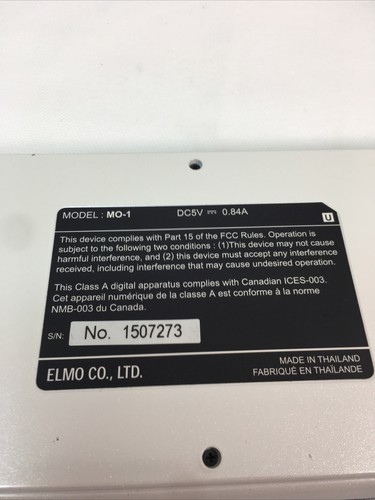 MODEL : MO-1 DC5V ⎓ 0.84A U
This device complies with Part 15 of the FCC Rules. Operation is
subject to the following two conditions : (1)This device may not cause
harmful interference, and (2) this device must accept any interference
received, including interference that may cause undesired operation.
This Class A digital apparatus complies with Canadian ICES-003.
Cet appareil numérique de la classe A est conforme à la norme
NMB-003 du Canada.
S/N: No. 1507273
ELMO CO., LTD.
MADE IN THAILAND
FABRIQUÉ EN THAÏLANDE